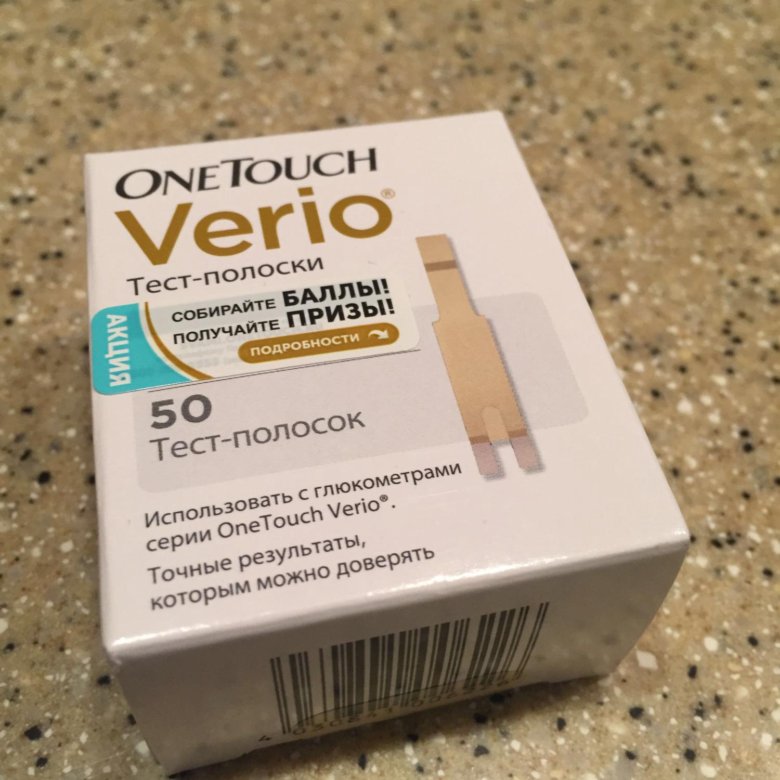 ONETOUCH
Verio®
Тест-полоски
АКЦИЯ
СОБИРАЙТЕ БАЛЛЫ!
ПОЛУЧАЙТЕ ПРИЗЫ!
ПОДРОБНОСТИ
50
Тест-полосок
Использовать с глюкометрами
серии OneTouch Verio®.
Точные результаты,
которым можно доверять